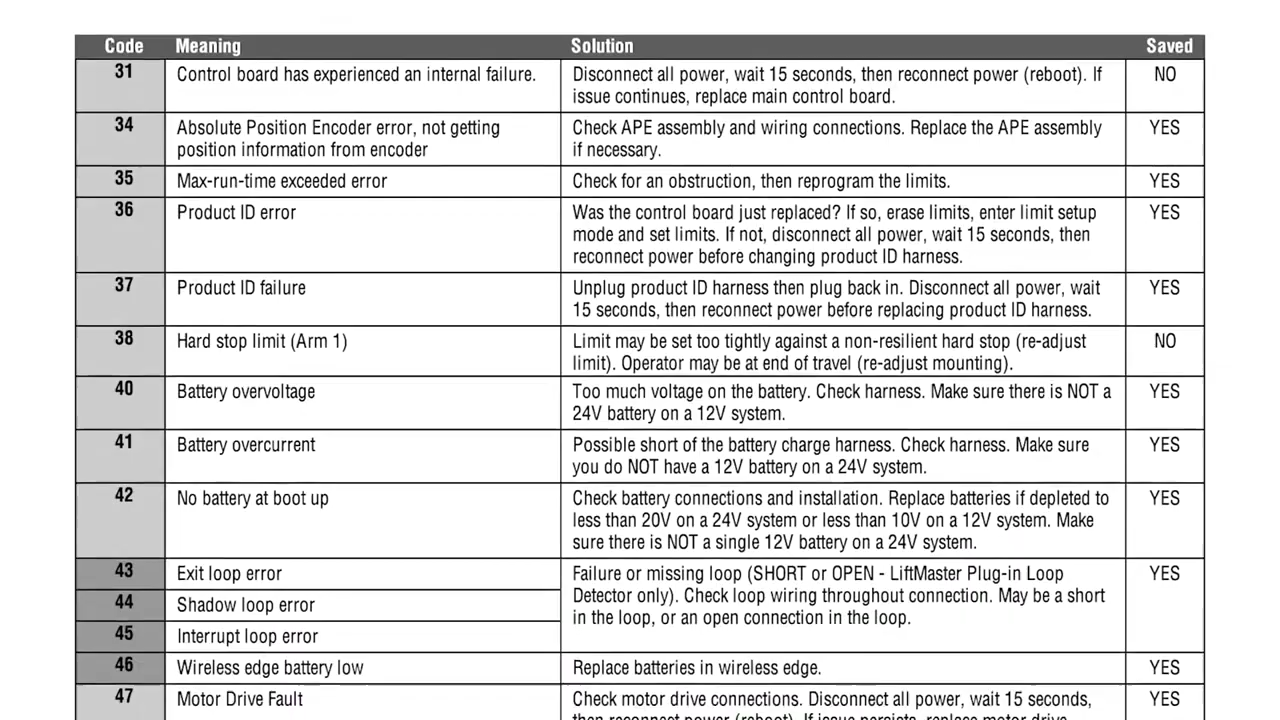 Code Meaning Solution Saved
31 Control board has experienced an internal failure. Disconnect all power, wait 15 seconds, then reconnect power (reboot). If NO
issue continues, replace main control board.
34 Absolute Position Encoder error, not getting Check APE assembly and wiring connections. Replace the APE assembly YES
position information from encoder if necessary.
35 Max-run-time exceeded error Check for an obstruction, then reprogram the limits. YES
36 Product ID error Was the control board just replaced? If so, erase limits, enter limit setup YES
mode and set limits. If not, disconnect all power, wait 15 seconds, then
reconnect power before changing product ID harness.
37 Product ID failure Unplug product ID harness then plug back in. Disconnect all power, wait YES
15 seconds, then reconnect power before replacing product ID harness.
38 Hard stop limit (Arm 1) Limit may be set too tightly against a non-resilient hard stop (re-adjust NO
limit). Operator may be at end of travel (re-adjust mounting).
40 Battery overvoltage Too much voltage on the battery. Check harness. Make sure there is NOT a YES
24V battery on a 12V system.
41 Battery overcurrent Possible short of the battery charge harness. Check harness. Make sure YES
you do NOT have a 12V battery on a 24V system.
42 No battery at boot up Check battery connections and installation. Replace batteries if depleted to YES
less than 20V on a 24V system or less than 10V on a 12V system. Make
sure there is NOT a single 12V battery on a 24V system.
43 Exit loop error Failure or missing loop (SHORT or OPEN - LiftMaster Plug-in Loop YES
Detector only). Check loop wiring throughout connection. May be a short
44 Shadow loop error
in the loop, or an open connection in the loop.
45 Interrupt loop error
46 Wireless edge battery low Replace batteries in wireless edge. YES
47 Motor Drive Fault Check motor drive connections. Disconnect all power, wait 15 seconds, YES
then reconnect power (reboot). If issue persists, replace motor drive